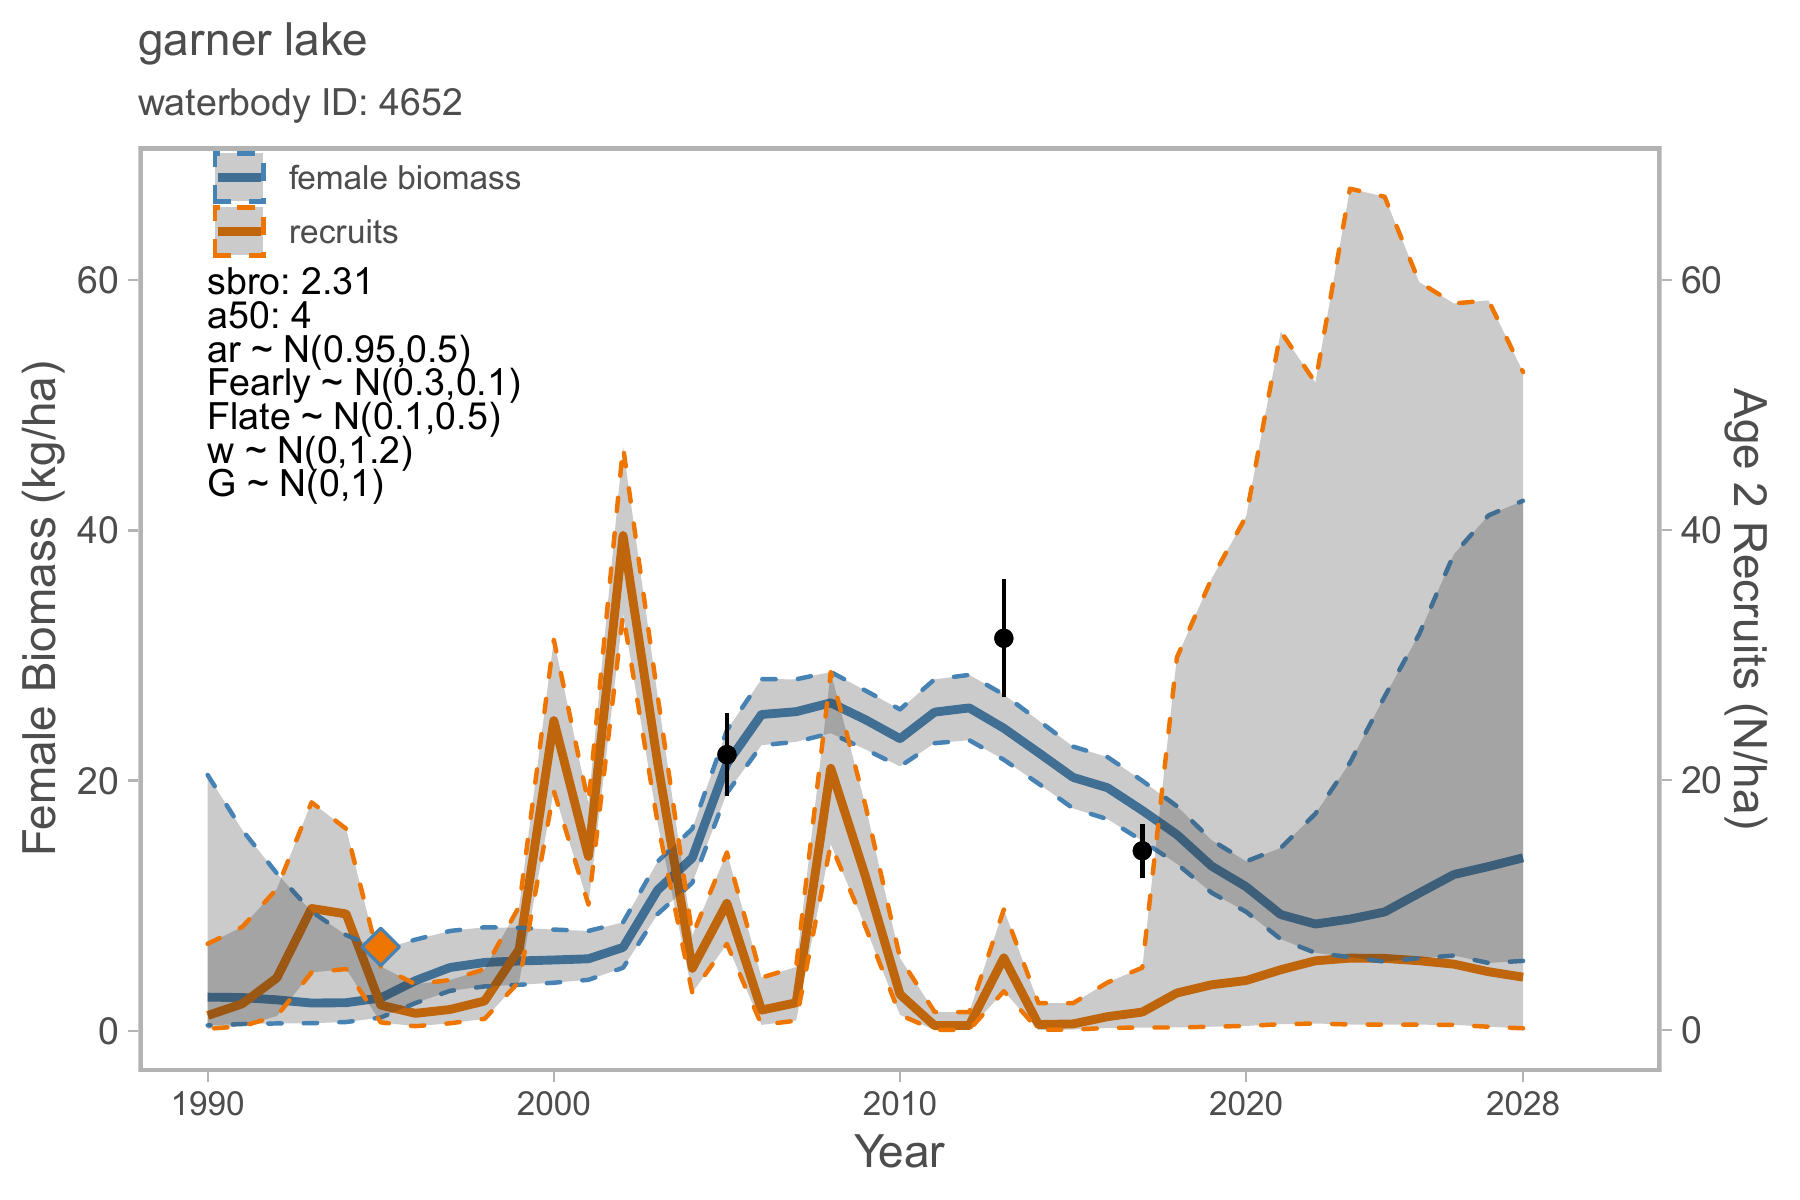 garner lake
waterbody ID: 4652
female biomass
recruits
sbro: 2.31
a50: 4
ar ~ N(0.95,0.5)
Fearly ~ N(0.3,0.1)
Flate ~ N(0.1,0.5)
w ~ N(0,1.2)
G ~ N(0,1)
Female Biomass (kg/ha)
60
40
20
0
60
40
20
0
Age 2 Recruits (N/ha)
1990
2000
2010
2020
2028
Year